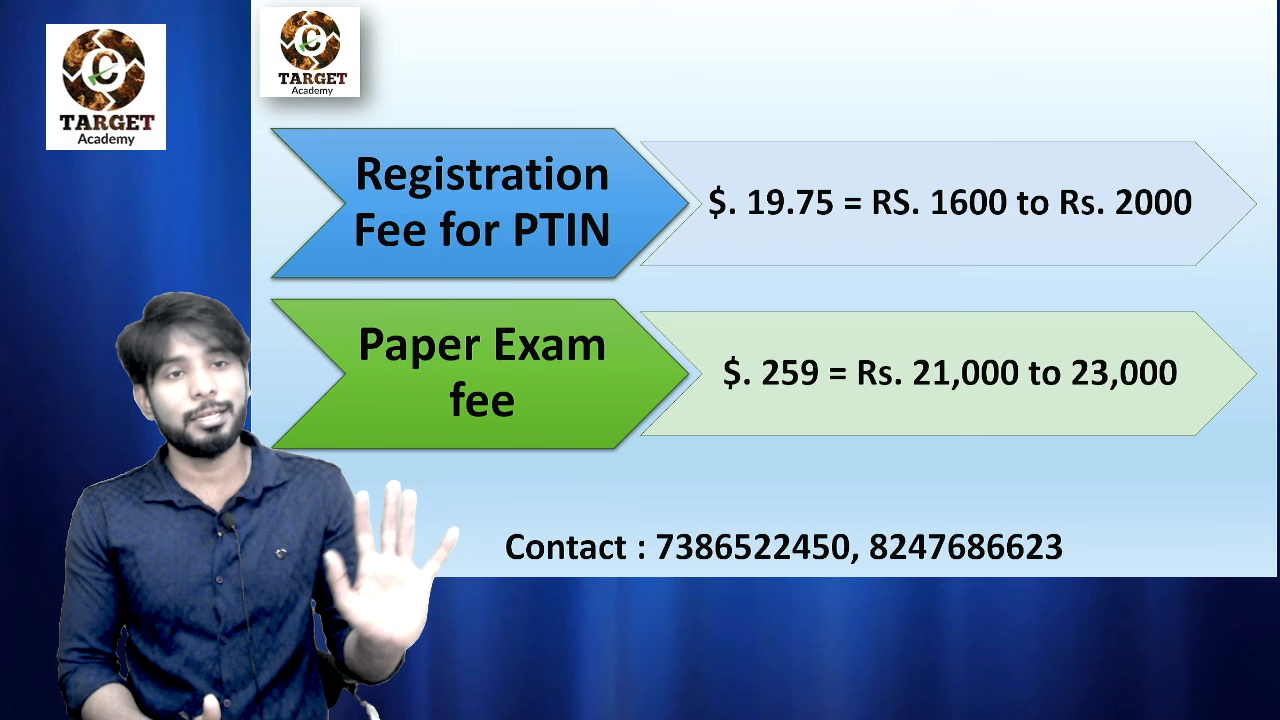 TARGET
Academy
C
TARGET
Academy
Registration
Fee for PTIN
$. 19.75 = RS. 1600 to Rs. 2000
Paper Exam
fee
$. 259 = Rs. 21,000 to 23,000
Contact : 7386522450, 8247686623